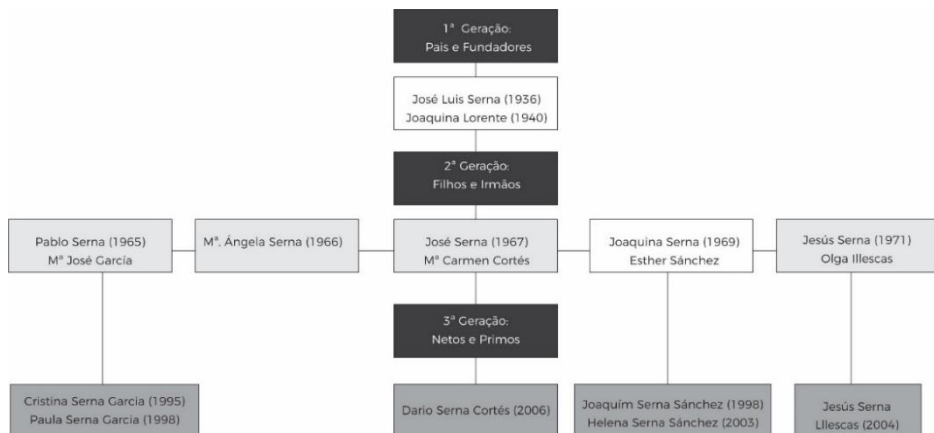 1ª Geração:
Pais e Fundadores
José Luis Serna (1936)
Joaquina Lorente (1940)
2ª Geração:
Filhos e Irmãos
Pablo Serna (1965)
Mª José García
Mª. Ángela Serna (1966)
José Serna (1967)
Mª Carmen Cortés
Joaquina Serna (1969)
Esther Sánchez
Jesús Serna (1971)
Olga Illescas
3ª Geração:
Netos e Primos
Cristina Serna Garcia (1995)
Paula Serna Garcia (1998)
Dario Serna Cortés (2006)
Joaquím Serna Sánchez (1998)
Helena Serna Sánchez (2003)
Jesús Serna
Lllescas (2004)